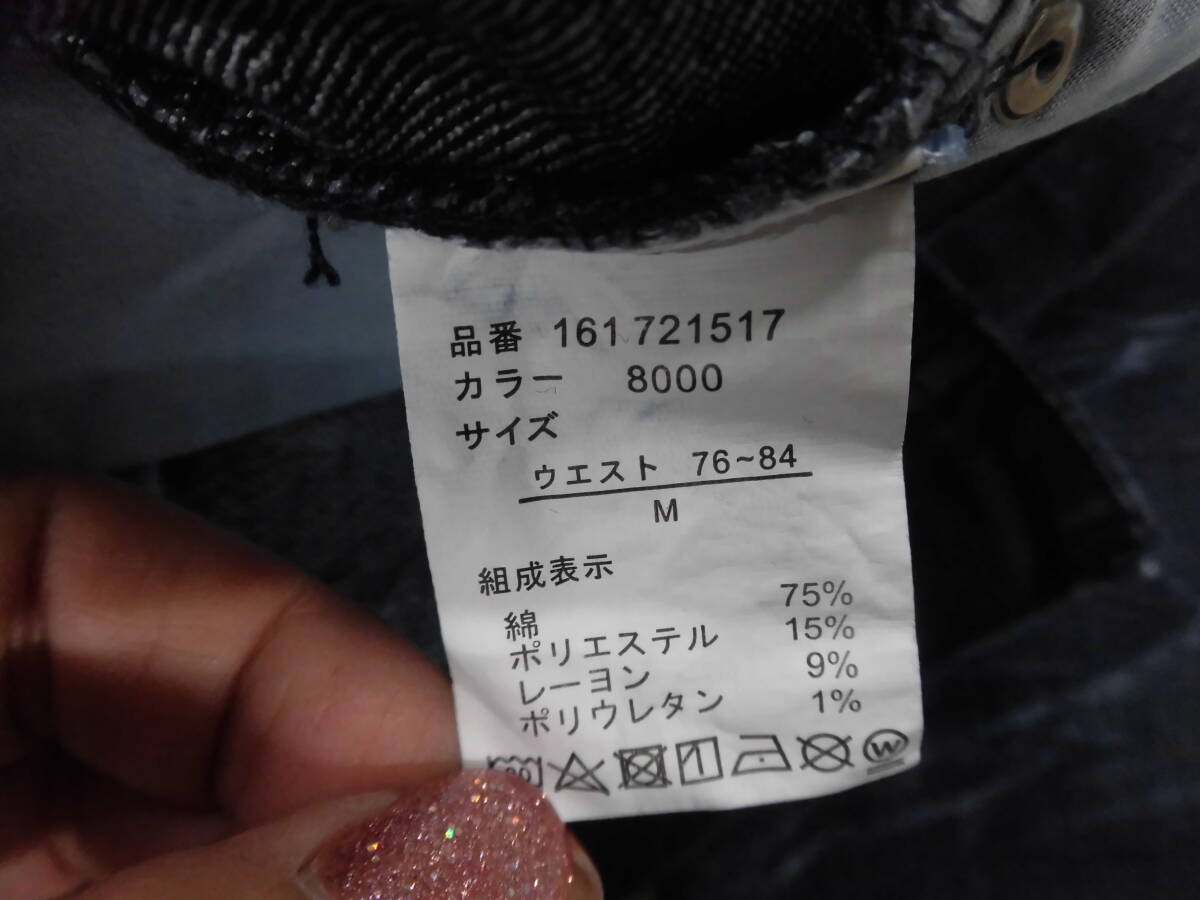 品番 161721517
カラー 8000
サイズ
ウエスト 76~84
M
組成表示
綿 75%
ポリエステル 15%
レーヨン 9%
ポリウレタン 1%
W